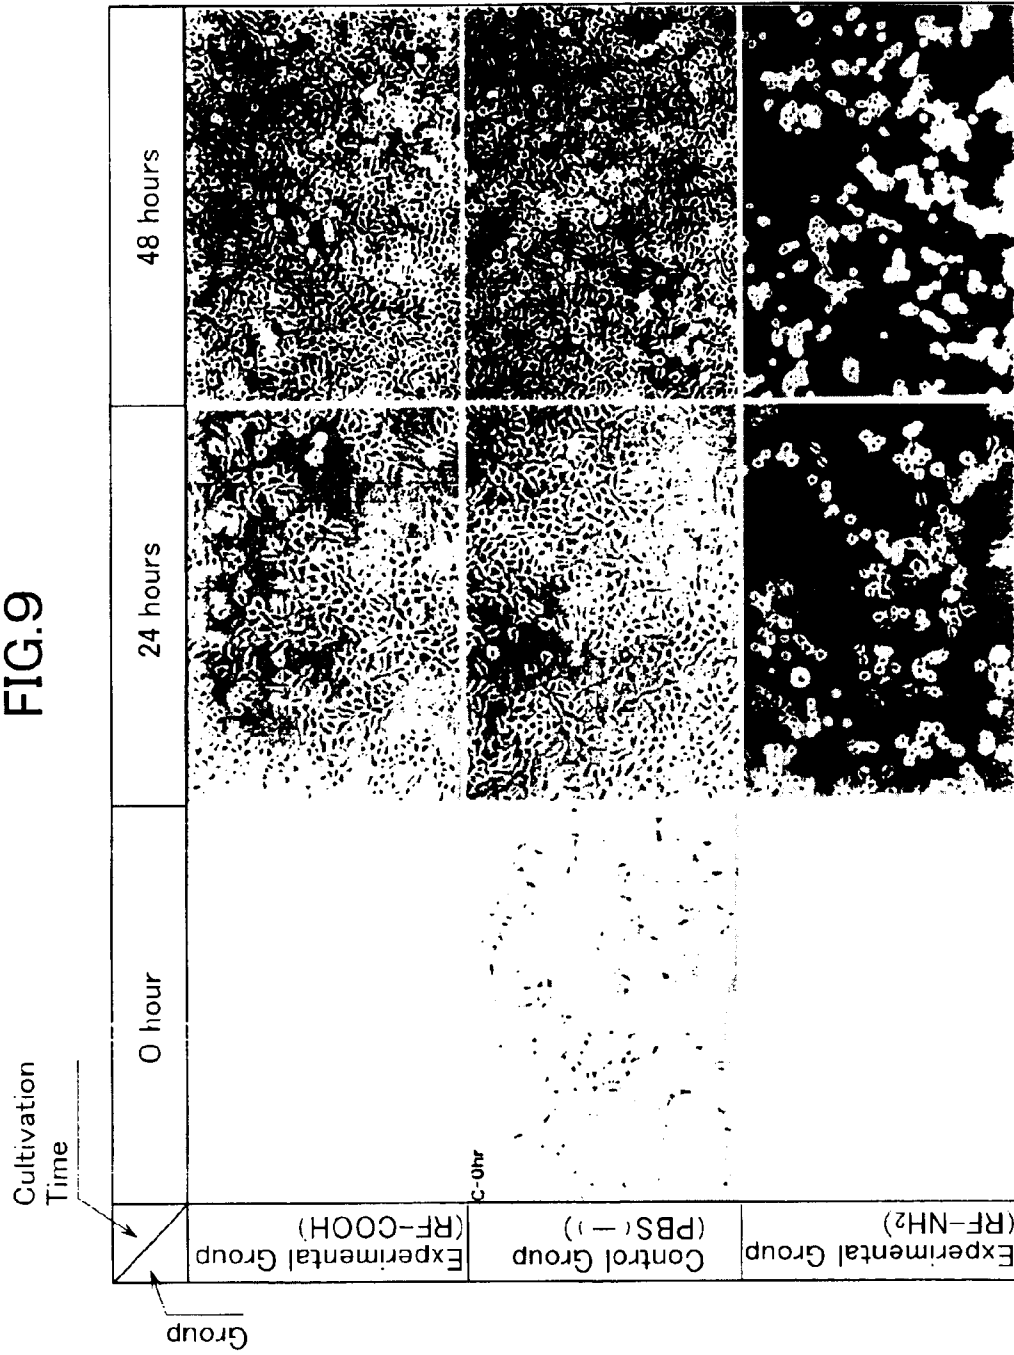 FIG.9
Cultivation
Time
Group
0 hour
24 hours
48 hours
Experimental Group
(RF-COOH)
Control Group
(PBS(-))
C-0hr
Experimental Group
(RF-NH2)